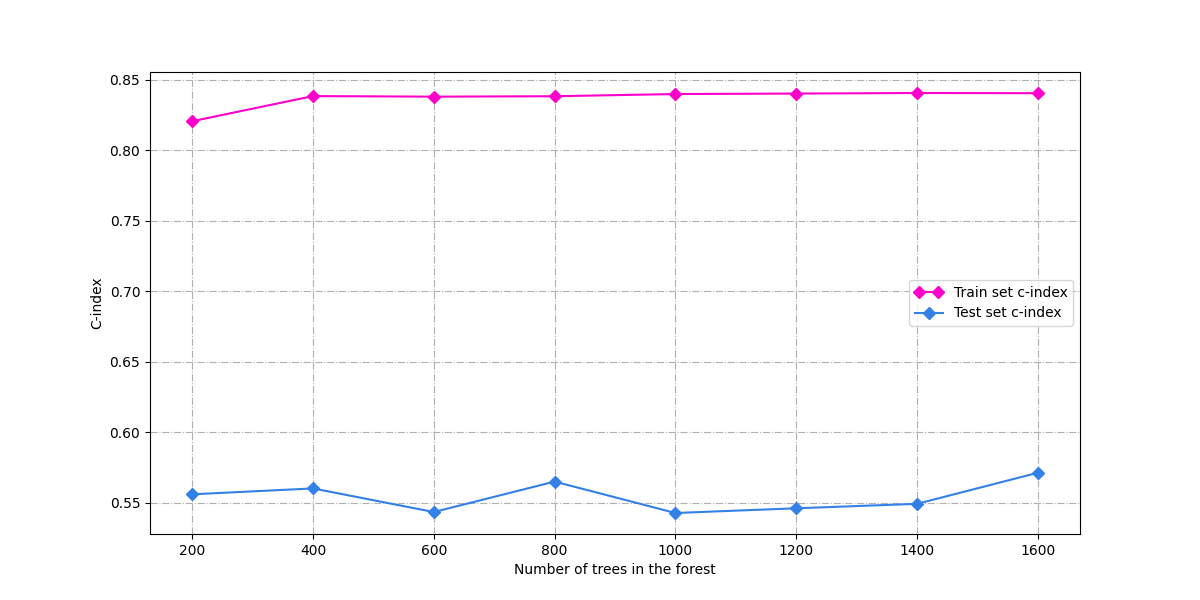 0.85
0.80
0.75
0.70
0.65
0.60
0.55
C-index
Train set c-index
Test set c-index
200 400 600 800 1000 1200 1400 1600
Number of trees in the forest